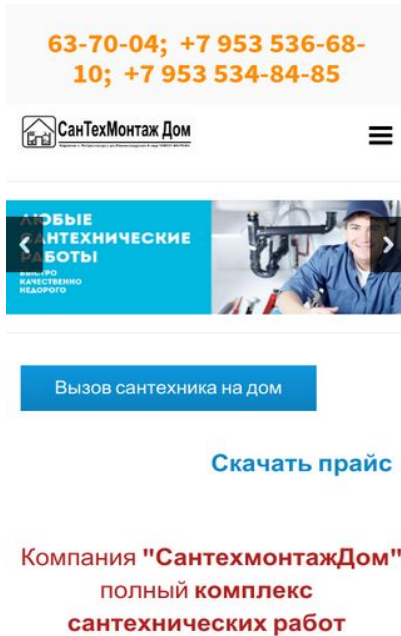 63-70-04; +7 953 536-68-
10; +7 953 534-84-85
СанТехМонтаж Дом
ЛЮБЫЕ
САНТЕХНИЧЕСКИЕ
РАБОТЫ
БЫСТРО
КАЧЕСТВЕННО
НЕДОРОГО
Вызов сантехника на дом
Скачать прайс
Компания "СантехмонтажДом"
полный комплекс
сантехнических работ